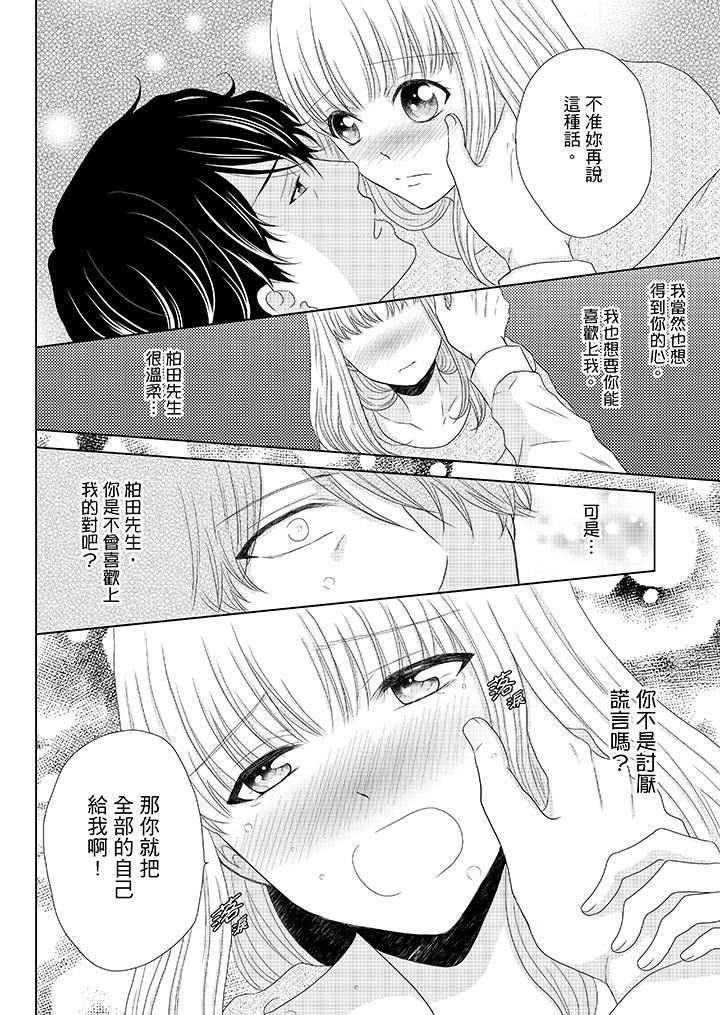 不准妳再說
這種話。
我當然也想
得到你的心。
我也想要你能
喜歡上我。
柏田先生
很溫柔…
可是…
柏田先生，
你是不曾喜歡上
我的對吧？
你不是討厭
謊言嗎？
落淚
那你就把
全部的自己
給我啊！
落淚